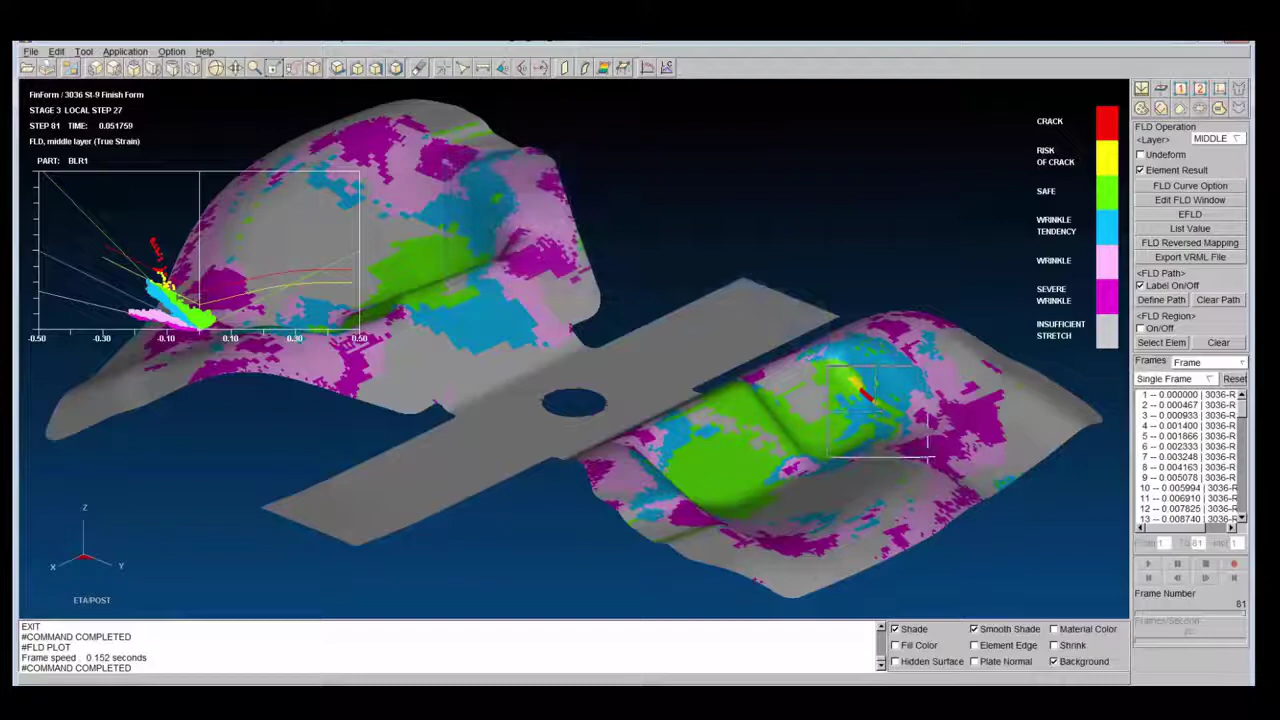 File Edit Tool Application Option Help
FinForm / 3036 St-9 Finish Form
STAGE 3 LOCAL STEP 27
STEP 81 TIME: 0.051759
FLD, middle layer (True Strain)
PART: BLR1
-0.50 -0.30 -0.10 0.10 0.30 0.50
CRACK
RISK
OF CRACK
SAFE
WRINKLE
TENDENCY
WRINKLE
SEVERE
WRINKLE
INSUFFICIENT
STRETCH
Z
X
Y
ETA/POST
1 2
FLD Operation
<Layer> MIDDLE
Undeform
Element Result
FLD Curve Option
Edit FLD Window
EFLD
List Value
FLD Reversed Mapping
Export VRML File
<FLD Path>
Label On/Off
Define Path Clear Path
<FLD Region>
On/Off
Select Elem Clear
Frames Frame
Single Frame Reset
1 -- 0.000000 | 3036-R
2 -- 0.000467 | 3036-R
3 -- 0.000933 | 3036-R
4 -- 0.001400 | 3036-R
5 -- 0.001866 | 3036-R
6 -- 0.002333 | 3036-R
7 -- 0.003248 | 3036-R
8 -- 0.004163 | 3036-R
9 -- 0.005078 | 3036-R
10 -- 0.005994 | 3036-R
11 -- 0.006910 | 3036-R
12 -- 0.007825 | 3036-R
13 -- 0.008740 | 3036-R
1 To 81 1
Frame Number
81
Frames/Second
EXIT
#COMMAND COMPLETED
#FLD PLOT
Frame speed . 0.152 seconds
#COMMAND COMPLETED
Shade Smooth Shade Material Color
Fill Color Element Edge Shrink
Hidden Surface Plate Normal Background